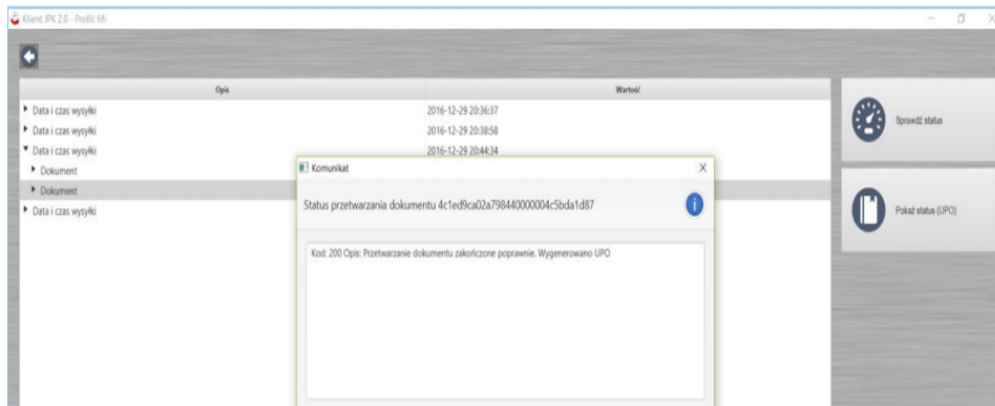 Klient JPK 2.0 - Profil: fifi
Opis Wartość
Data i czas wysyłki 2016-12-29 20:36:37
Data i czas wysyłki 2016-12-29 20:38:58
Data i czas wysyłki 2016-12-29 20:44:34
Dokument
Dokument
Data i czas wysyłki
Komunikat
Status przetwarzania dokumentu 4c1ed9ca02a798440000004c5bda1d87
Kod: 200 Opis: Przetwarzanie dokumentu zakończone poprawnie. Wygenerowano UPO
Sprawdź status
Pokaż status (UPO)